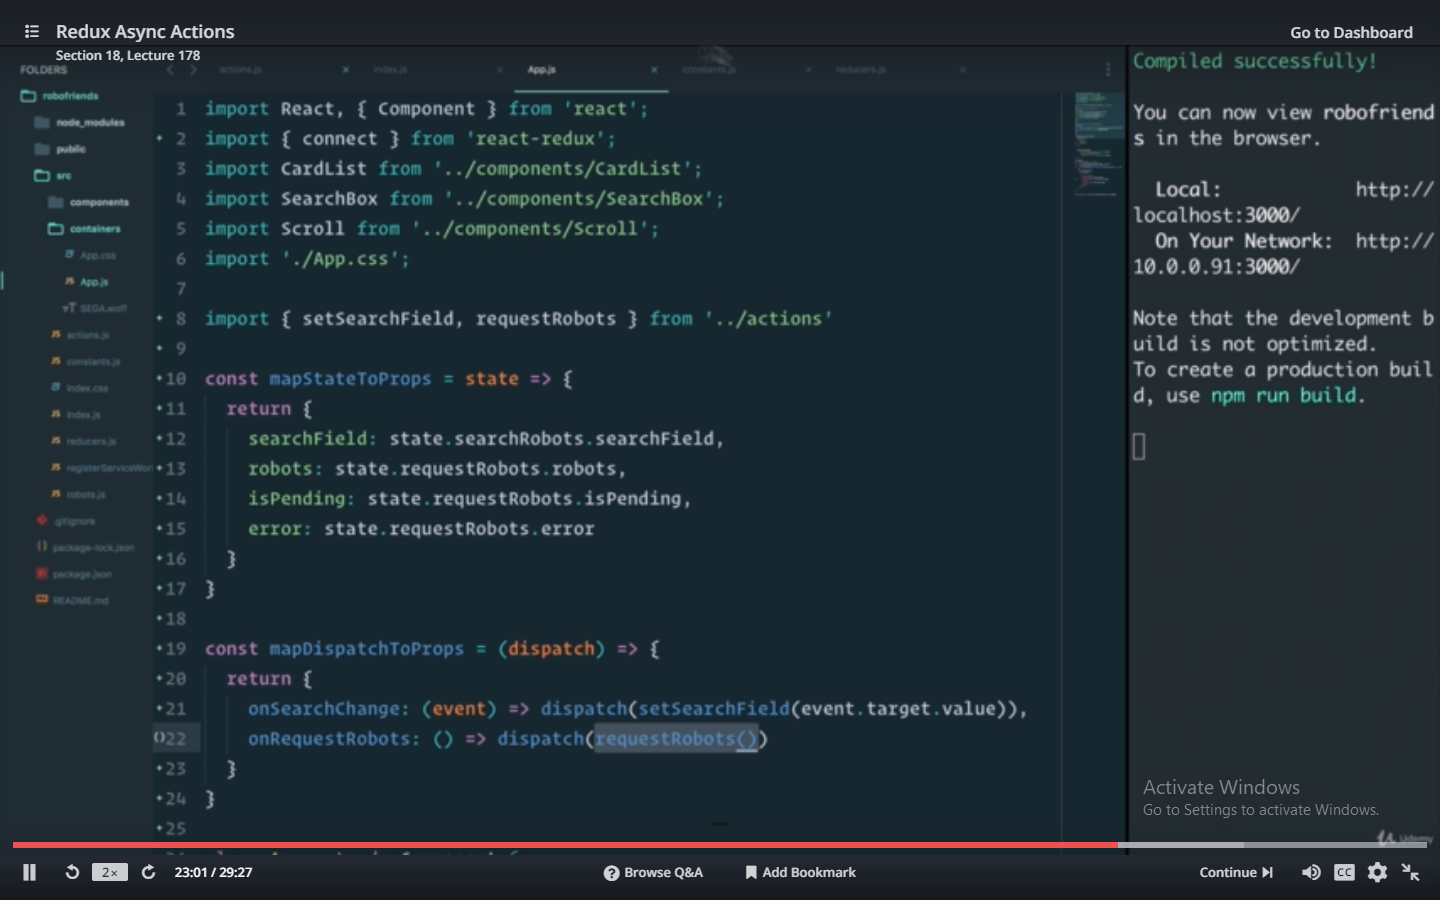 Redux Async Actions
Go to Dashboard
Section 18, Lecture 178
FOLDERS
robofriends
node_modules
public
src
components
containers
App.css
App.js
SEGA.woff
actions.js
constants.js
index.css
index.js
reducers.js
registerServiceWor
robots.js
.gitignore
package-lock.json
package.json
README.md
actions.js
index.js
App.js
constants.js
reducers.js
1 import React, { Component } from 'react';
2 import { connect } from 'react-redux';
3 import CardList from '../components/CardList';
4 import SearchBox from '../components/SearchBox';
5 import Scroll from '../components/Scroll';
6 import './App.css';
7
8 import { setSearchField, requestRobots } from '../actions'
9
10 const mapStateToProps = state => {
11 return {
12 searchField: state.searchRobots.searchField,
13 robots: state.requestRobots.robots,
14 isPending: state.requestRobots.isPending,
15 error: state.requestRobots.error
16 }
17 }
18
19 const mapDispatchToProps = (dispatch) => {
20 return {
21 onSearchChange: (event) => dispatch(setSearchField(event.target.value)),
22 onRequestRobots: () => dispatch(requestRobots())
23 }
24 }
25
Compiled successfully!
You can now view robofriend
s in the browser.
Local: http://
localhost:3000/
On Your Network: http://
10.0.0.91:3000/
Note that the development b
uild is not optimized.
To create a production buil
d, use npm run build.
Activate Windows
Go to Settings to activate Windows.
Udemy
2x
23:01 / 29:27
Browse Q&A
Add Bookmark
Continue
CC